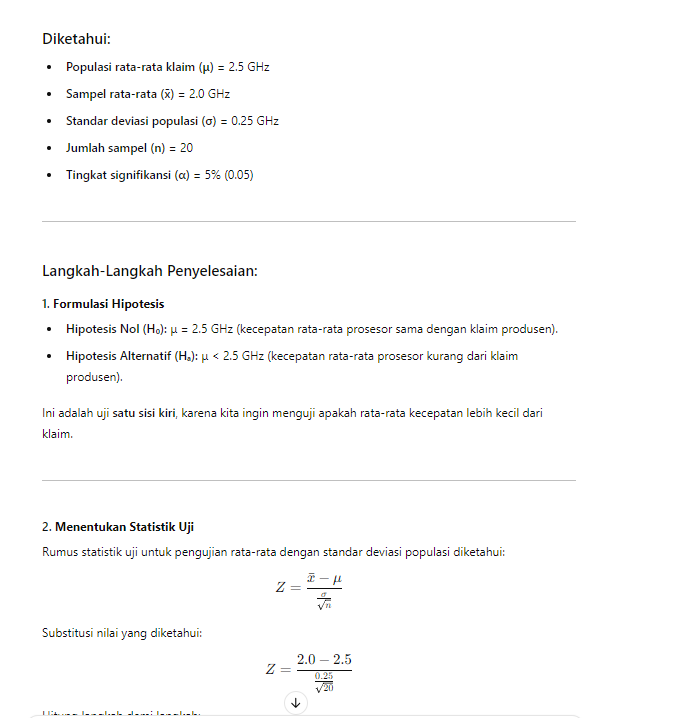 Diketahui:
• Populasi rata-rata klaim (μ) = 2.5 GHz
• Sampel rata-rata (x̄) = 2.0 GHz
• Standar deviasi populasi (σ) = 0.25 GHz
• Jumlah sampel (n) = 20
• Tingkat signifikansi (α) = 5% (0.05)
Langkah-Langkah Penyelesaian:
1. Formulasi Hipotesis
• Hipotesis Nol (H₀): μ = 2.5 GHz (kecepatan rata-rata prosesor sama dengan klaim produsen).
• Hipotesis Alternatif (Hₐ): μ < 2.5 GHz (kecepatan rata-rata prosesor kurang dari klaim
produsen).
Ini adalah uji satu sisi kiri, karena kita ingin menguji apakah rata-rata kecepatan lebih kecil dari
klaim.
2. Menentukan Statistik Uji
Rumus statistik uji untuk pengujian rata-rata dengan standar deviasi populasi diketahui:
Z = (x̄ − μ) / (σ / √n)
Substitusi nilai yang diketahui:
Z = (2.0 − 2.5) / (0.25 / √20)